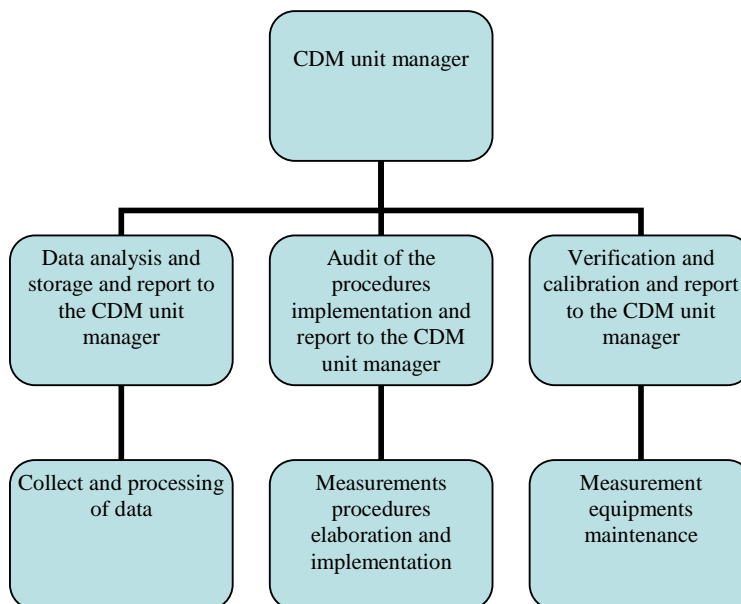 CDM unit manager
Data analysis and
storage and report to
the CDM unit
manager
Audit of the
procedures
implementation and
report to the CDM
unit manager
Verification and
calibration and report
to the CDM unit
manager
Collect and processing
of data
Measurements
procedures
elaboration and
implementation
Measurement
equipments
maintenance